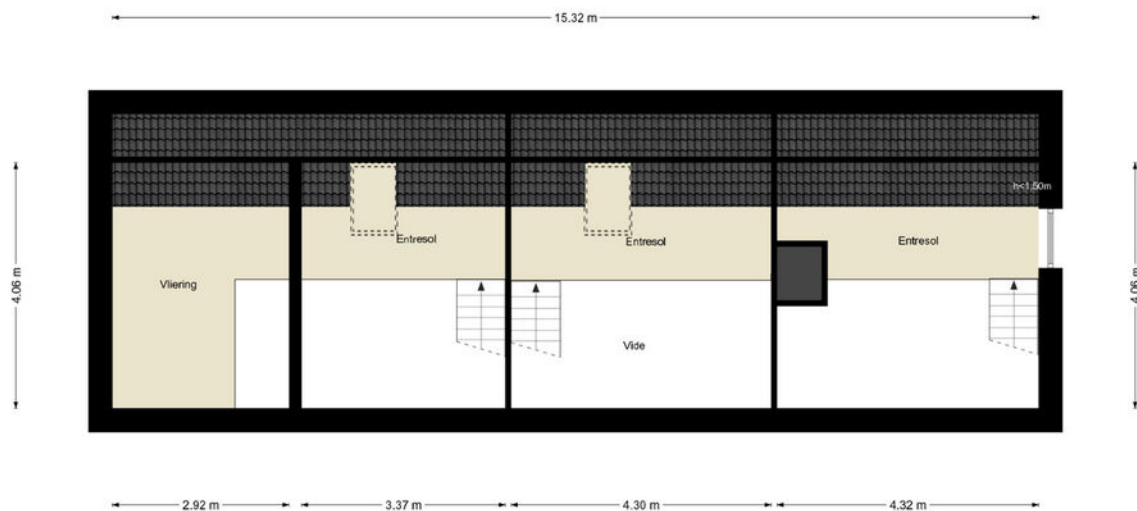 15.32 m
h<1.50m
Entresol
Entresol
Entresol
4.06 m
4.06 m
Vliering
Vide
2.92 m
3.37 m
4.30 m
4.32 m